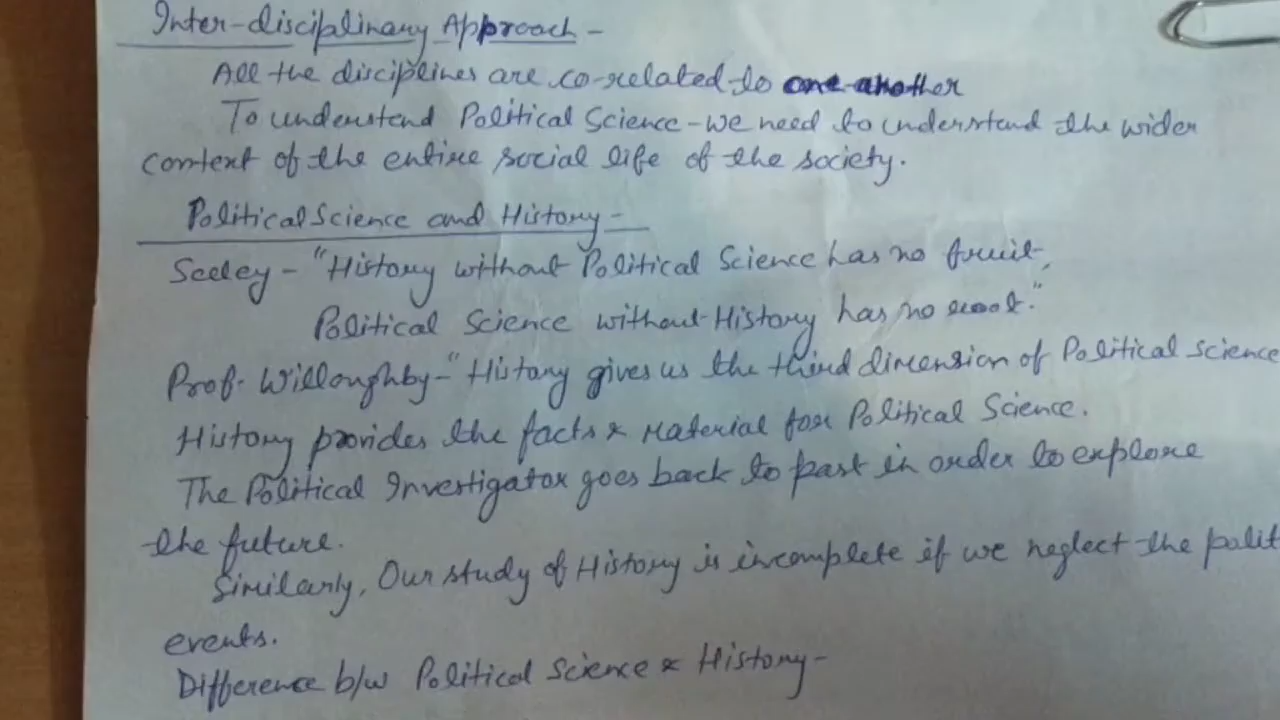 Inter-disciplinary Approach -
All the disciplines are co-related to one another
To understand Political Science - we need to understand the wider
context of the entire social life of the society.
Political Science and History -
Seeley - "History without Political Science has no fruit,
Political Science without History has no root."
Prof. Willoughby - "History gives us the third dimension of Political Science
History provides the facts & material for Political Science.
The Political Investigator goes back to past in order to explore
the future.
Similarly, Our study of History is incomplete if we neglect the polit
events.
Difference b/w Political Science & History -